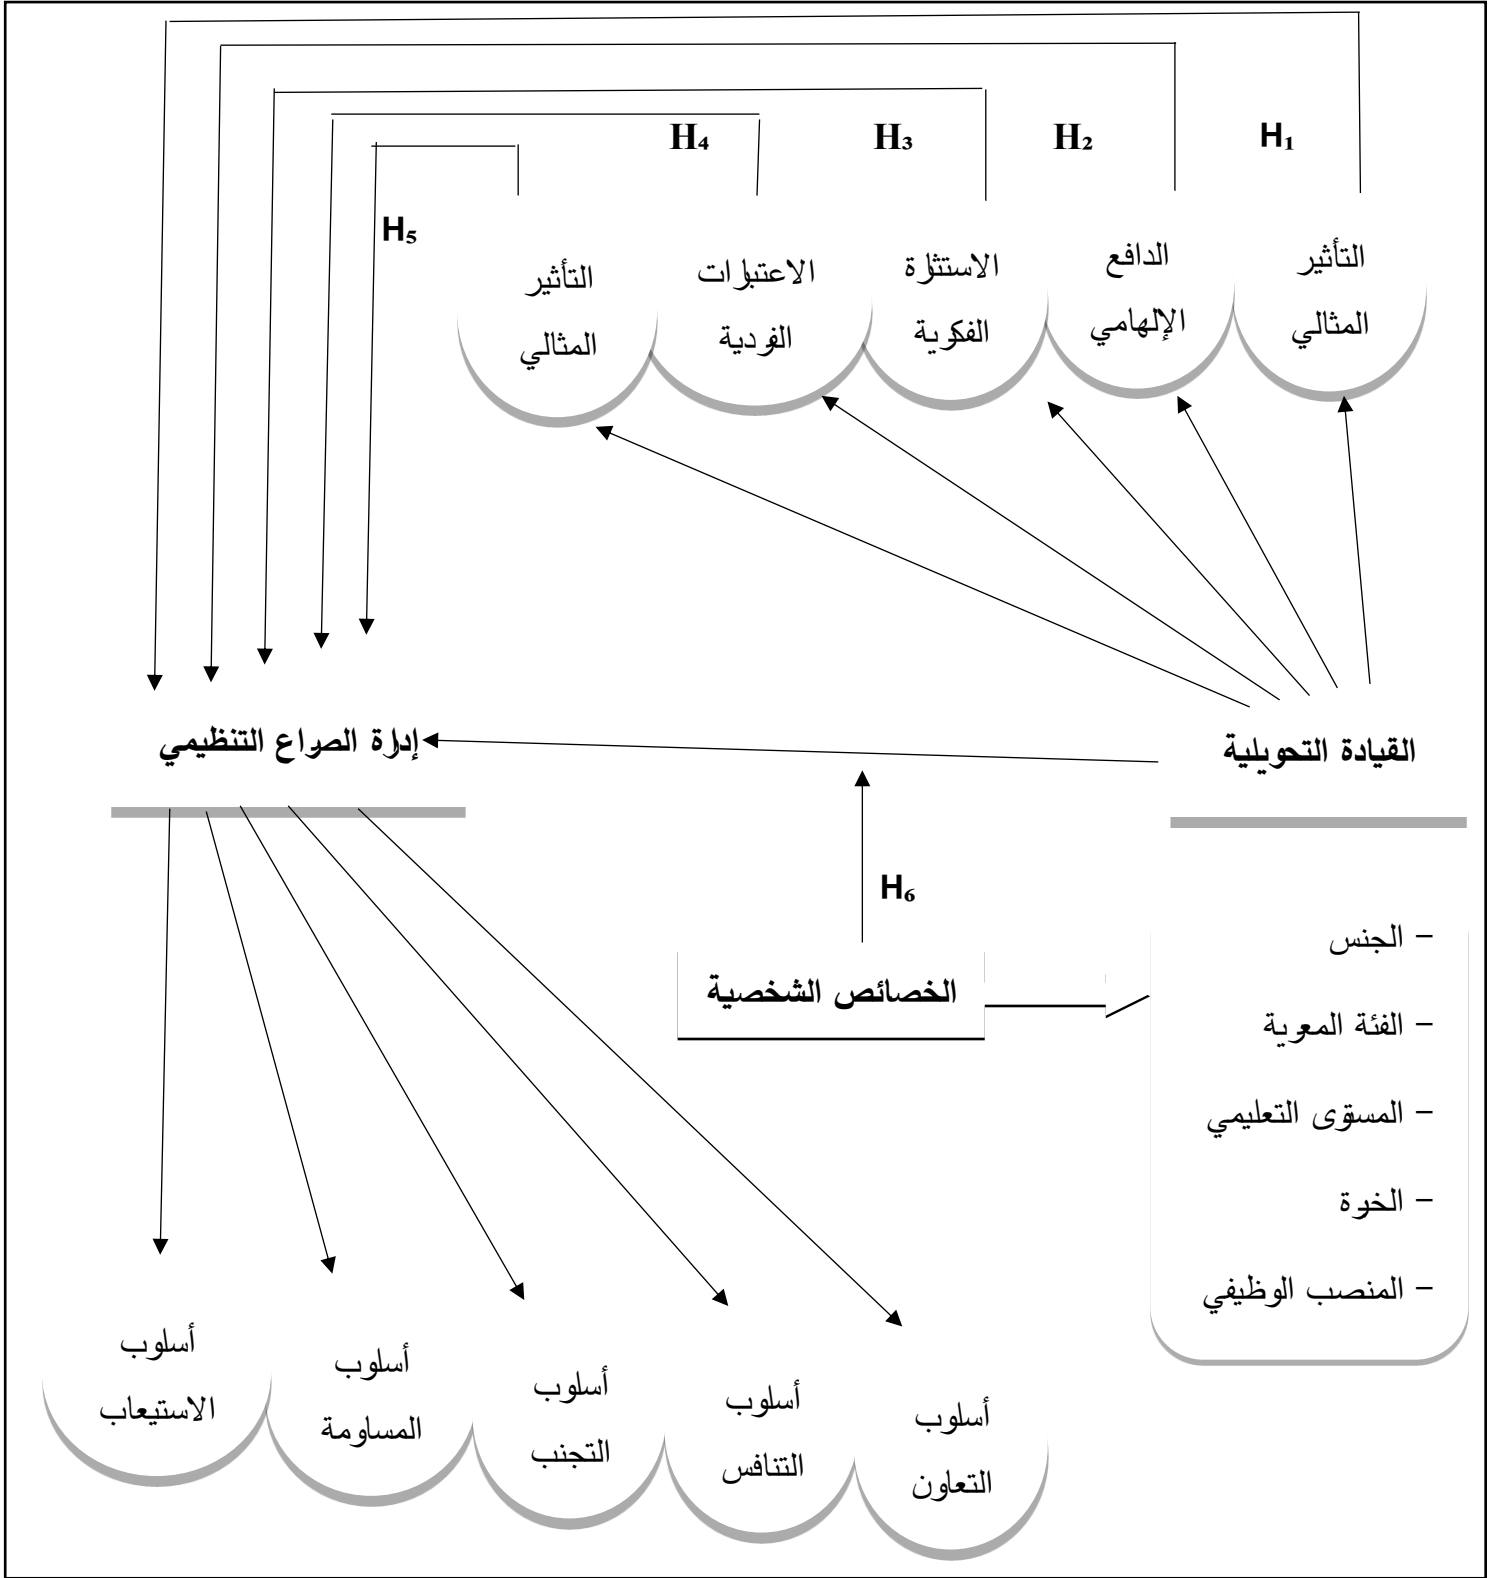 H₁
H₂
H₃
H₄
H₅
التأثير
المثالي
الدافع
الإلهامي
الاستثارة
الفكرية
الاعتبارات
الفردية
التأثير
المثالي
القيادة التحويلية
إدارة الصراع التنظيمي
H₆
الخصائص الشخصية
– الجنس
– الفئة المعرية
– المستوى التعليمي
– الخبرة
– المنصب الوظيفي
أسلوب
التعاون
أسلوب
التنافس
أسلوب
التجنب
أسلوب
المساومة
أسلوب
الاستيعاب